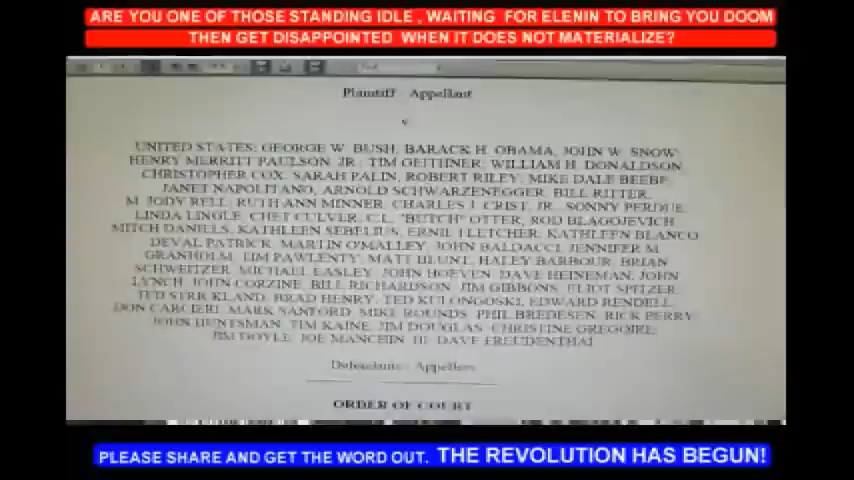 ARE YOU ONE OF THOSE STANDING IDLE , WAITING FOR ELENIN TO BRING YOU DOOM
THEN GET DISAPPOINTED WHEN IT DOES NOT MATERIALIZE?
Plaintiff - Appellant
v
UNITED STATES; GEORGE W. BUSH, BARACK H. OBAMA, JOHN W. SNOW;
HENRY MERRITT PAULSON, JR.; TIM GEITHNER; WILLIAM H. DONALDSON;
CHRISTOPHER COX, SARAH PALIN, ROBERT RILEY, MIKE DALE BEEBE,
JANET NAPOLITANO, ARNOLD SCHWARZENEGGER, BILL RITTER,
M. JODY RELL; RUTH ANN MINNER, CHARLES J. CRIST, JR., SONNY PERDUE,
LINDA LINGLE, CHET CULVER, C.L. "BUTCH" OTTER, ROD BLAGOJEVICH,
MITCH DANIELS, KATHLEEN SEBELIUS, ERNIE FLETCHER, KATHLEEN BLANCO,
DEVAL PATRICK, MARTIN O'MALLEY, JOHN BALDACCI, JENNIFER M.
GRANHOLM, TIM PAWLENTY, MATT BLUNT, HALEY BARBOUR, BRIAN
SCHWEITZER, MICHAEL EASLEY, JOHN HOEVEN, DAVE HEINEMAN, JOHN
LYNCH, JOHN CORZINE, BILL RICHARDSON, JIM GIBBONS, ELIOT SPITZER,
TED STRICKLAND, BRAD HENRY, TED KULONGOSKI, EDWARD RENDELL,
DON CARCIERI, MARK SANFORD, MIKE ROUNDS, PHIL BREDESEN, RICK PERRY,
JOHN HUNTSMAN, TIM KAINE, JIM DOUGLAS, CHRISTINE GREGOIRE,
JIM DOYLE, JOE MANCHIN III, DAVE FREUDENTHAL
Defendants - Appellees
ORDER OF COURT
PLEASE SHARE AND GET THE WORD OUT. THE REVOLUTION HAS BEGUN!